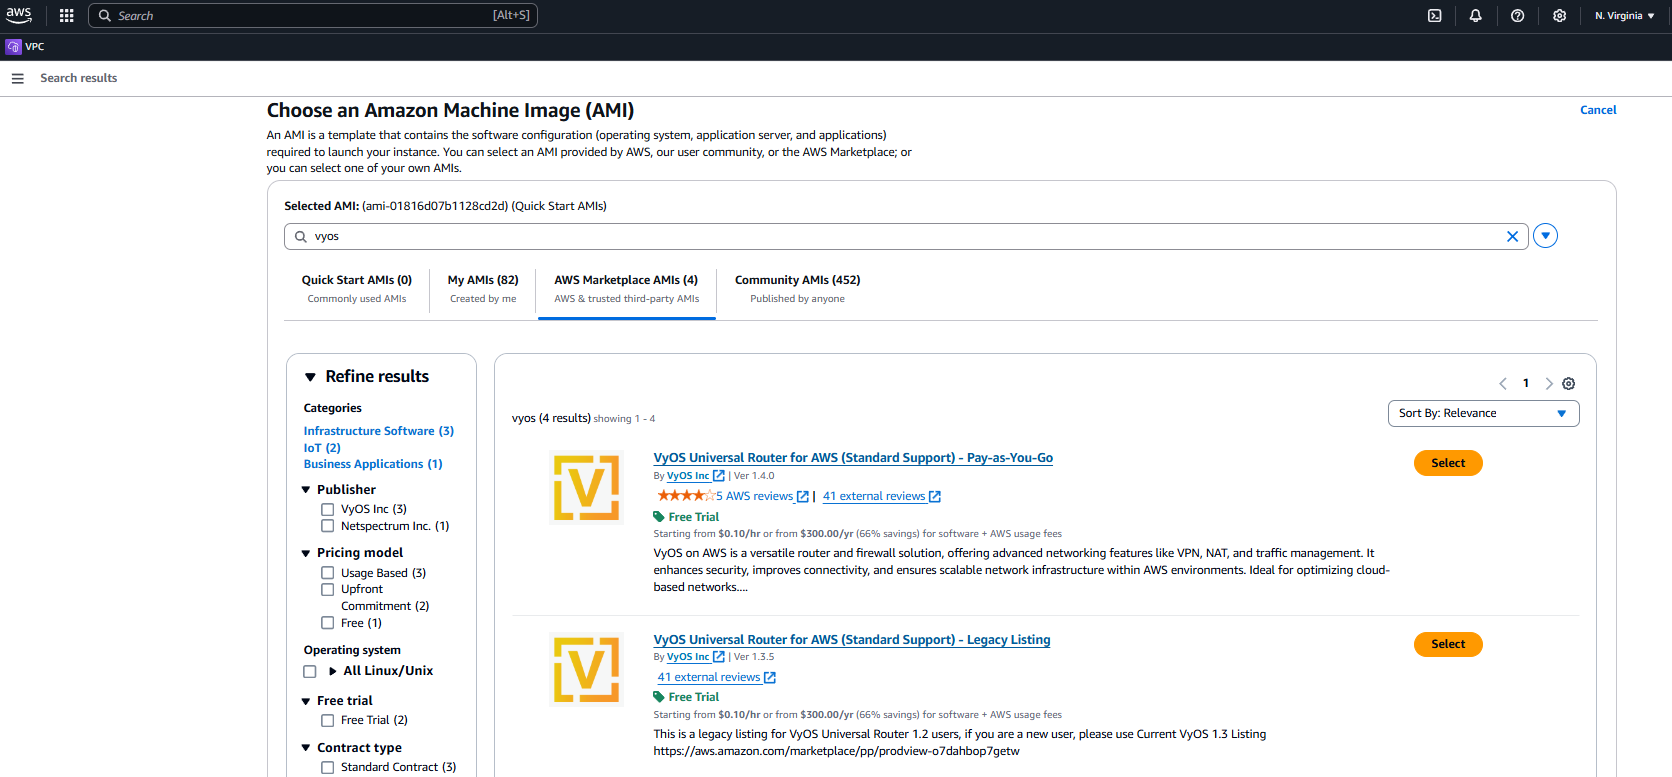 aws
Search
[Alt+S]
N. Virginia
VPC
Search results
Choose an Amazon Machine Image (AMI)
Cancel
An AMI is a template that contains the software configuration (operating system, application server, and applications)
required to launch your instance. You can select an AMI provided by AWS, our user community, or the AWS Marketplace; or
you can select one of your own AMIs.
Selected AMI: (ami-01816d07b1128cd2d) (Quick Start AMIs)
vyos
Quick Start AMIs (0)
Commonly used AMIs
My AMIs (82)
Created by me
AWS Marketplace AMIs (4)
AWS & trusted third-party AMIs
Community AMIs (452)
Published by anyone
Refine results
Categories
Infrastructure Software (3)
IoT (2)
Business Applications (1)
Publisher
VyOS Inc (3)
Netspectrum Inc. (1)
Pricing model
Usage Based (3)
Upfront
Commitment (2)
Free (1)
Operating system
All Linux/Unix
Free trial
Free Trial (2)
Contract type
Standard Contract (3)
1
vyos (4 results) showing 1 - 4
Sort By: Relevance
VyOS Universal Router for AWS (Standard Support) - Pay-as-You-Go
Select
By VyOS Inc | Ver 1.4.0
5 AWS reviews | 41 external reviews
Free Trial
Starting from $0.10/hr or from $300.00/yr (66% savings) for software + AWS usage fees
VyOS on AWS is a versatile router and firewall solution, offering advanced networking features like VPN, NAT, and traffic management. It
enhances security, improves connectivity, and ensures scalable network infrastructure within AWS environments. Ideal for optimizing cloud-
based networks....
VyOS Universal Router for AWS (Standard Support) - Legacy Listing
Select
By VyOS Inc | Ver 1.3.5
41 external reviews
Free Trial
Starting from $0.10/hr or from $300.00/yr (66% savings) for software + AWS usage fees
This is a legacy listing for VyOS Universal Router 1.2 users, if you are a new user, please use Current VyOS 1.3 Listing
https://aws.amazon.com/marketplace/pp/prodview-o7dahbop7getw